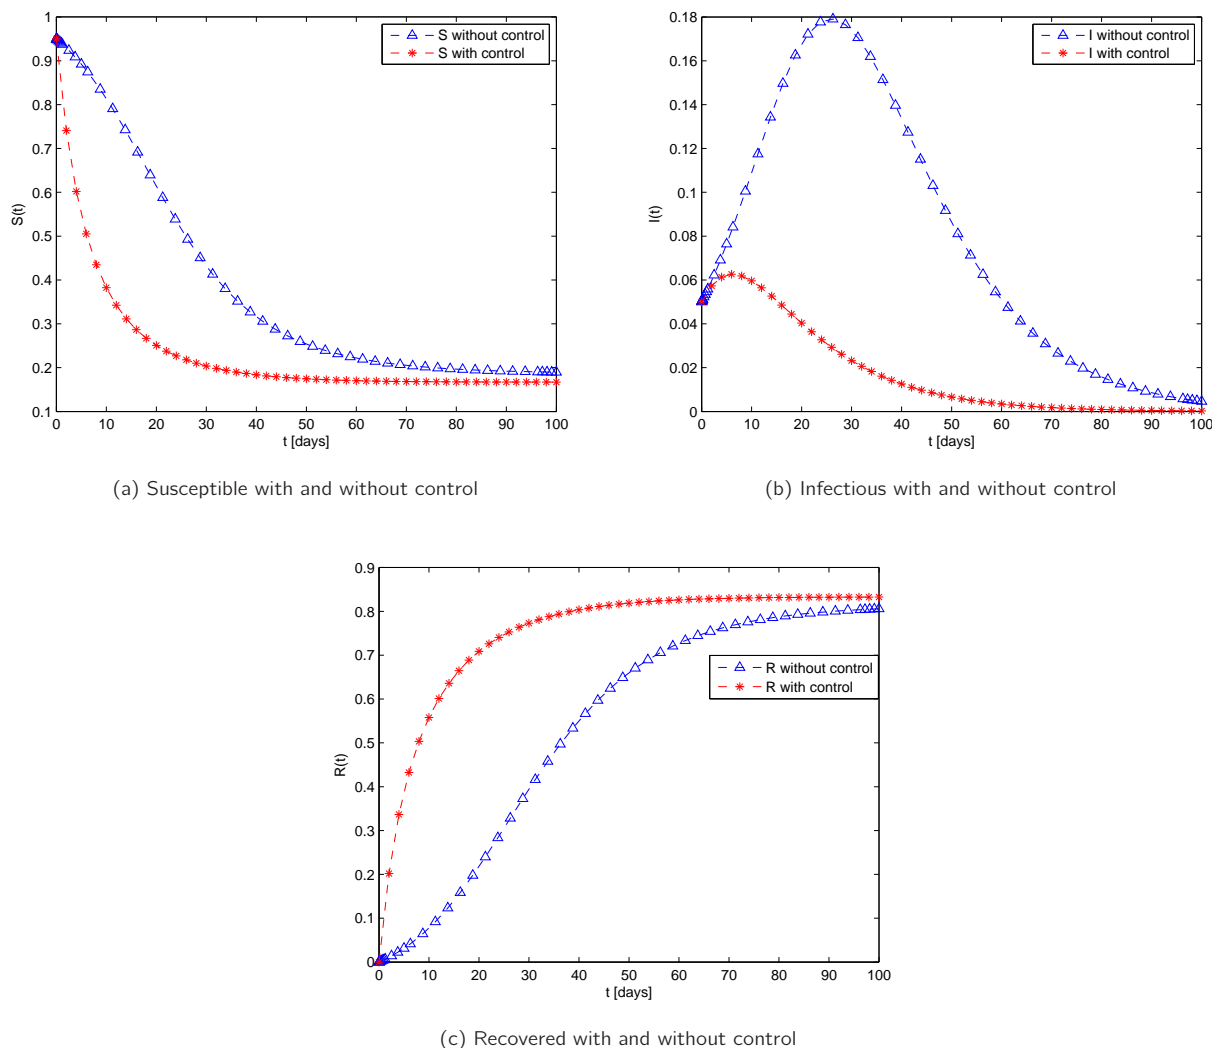 S without control
S with control
1
0.9
0.8
0.7
0.6
0.5
0.4
0.3
0.2
0.1
S(t)
0 10 20 30 40 50 60 70 80 90 100
t [days]
(a) Susceptible with and without control
I without control
I with control
0.18
0.16
0.14
0.12
0.1
0.08
0.06
0.04
0.02
0
I(t)
0 10 20 30 40 50 60 70 80 90 100
t [days]
(b) Infectious with and without control
0.9
0.8
0.7
0.6
0.5
0.4
0.3
0.2
0.1
0
R(t)
R without control
R with control
0 10 20 30 40 50 60 70 80 90 100
t [days]
(c) Recovered with and without control